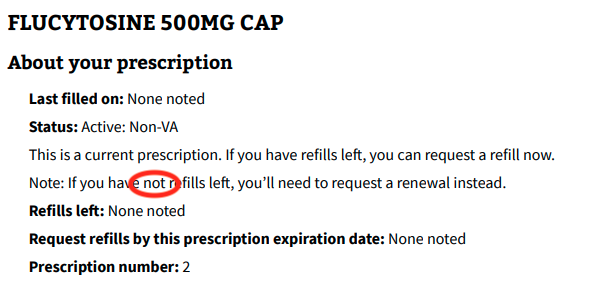 FLUCYTOSINE 500MG CAP
About your prescription
Last filled on: None noted
Status: Active: Non-VA
This is a current prescription. If you have refills left, you can request a refill now.
Note: If you have not refills left, you’ll need to request a renewal instead.
Refills left: None noted
Request refills by this prescription expiration date: None noted
Prescription number: 2